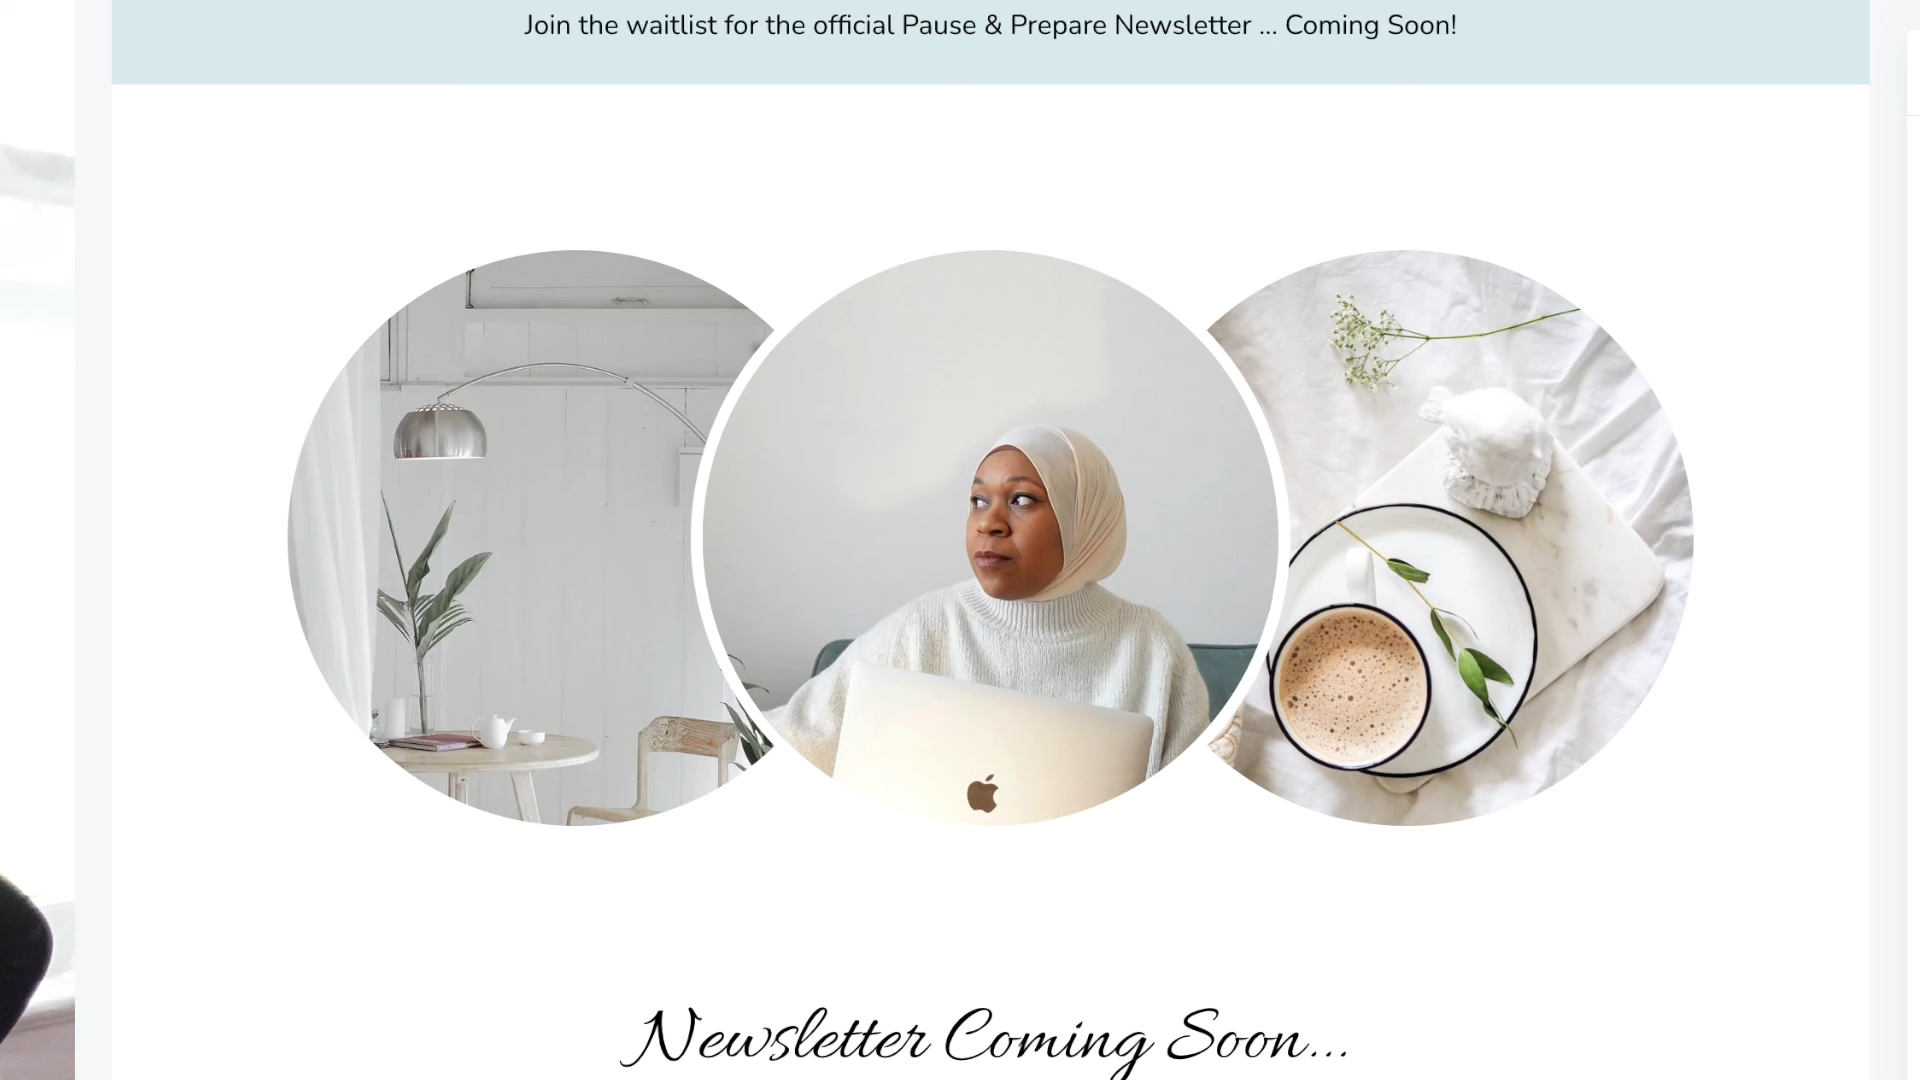 Join the waitlist for the official Pause & Prepare Newsletter ... Coming Soon!
Newsletter Coming Soon...